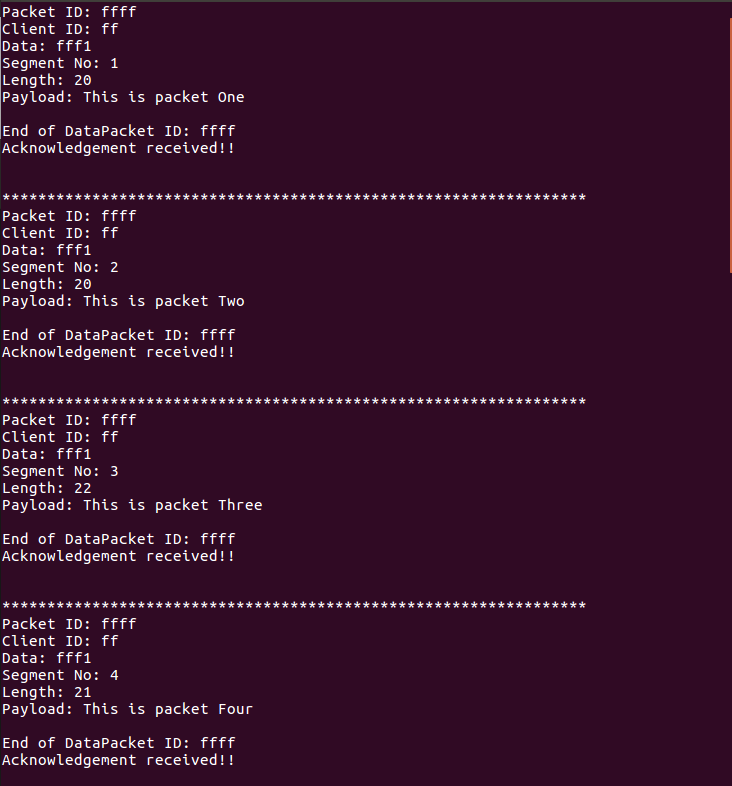 Packet ID: ffff
Client ID: ff
Data: fff1
Segment No: 1
Length: 20
Payload: This is packet One
End of DataPacket ID: ffff
Acknowledgement received!!
*****************************************************************
Packet ID: ffff
Client ID: ff
Data: fff1
Segment No: 2
Length: 20
Payload: This is packet Two
End of DataPacket ID: ffff
Acknowledgement received!!
*****************************************************************
Packet ID: ffff
Client ID: ff
Data: fff1
Segment No: 3
Length: 22
Payload: This is packet Three
End of DataPacket ID: ffff
Acknowledgement received!!
*****************************************************************
Packet ID: ffff
Client ID: ff
Data: fff1
Segment No: 4
Length: 21
Payload: This is packet Four
End of DataPacket ID: ffff
Acknowledgement received!!